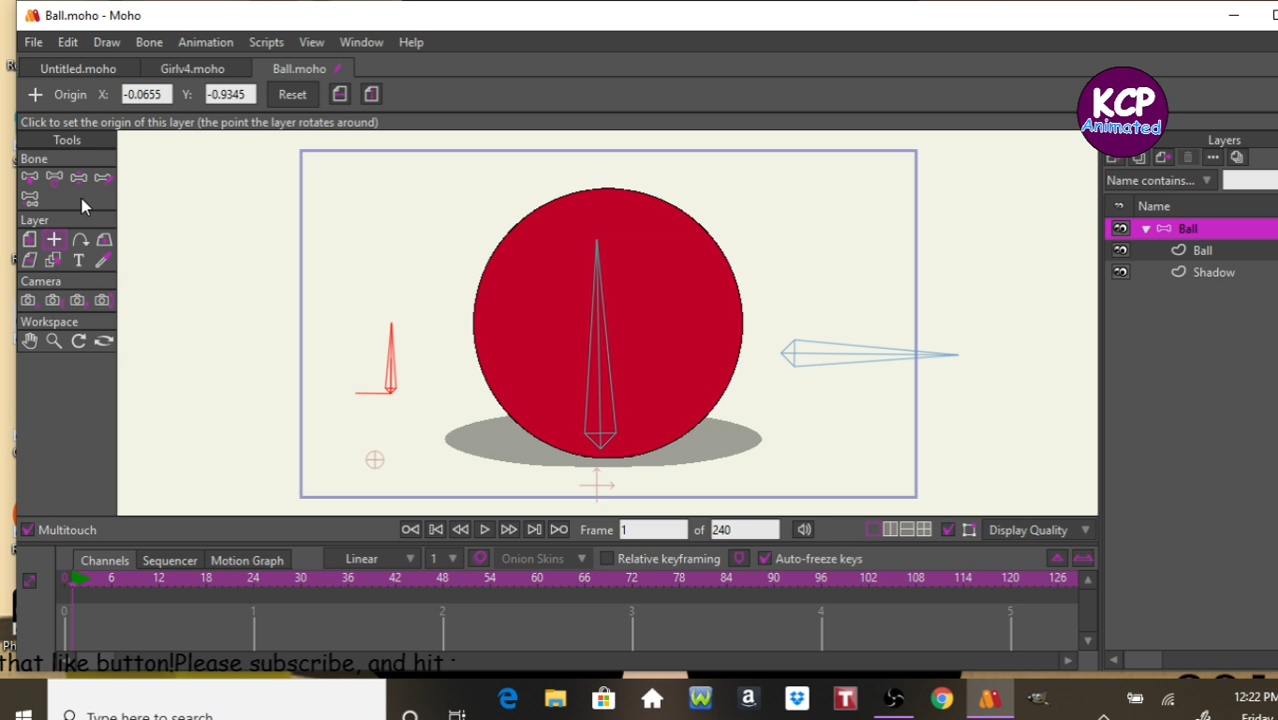 Ball.moho - Moho
File Edit Draw Bone Animation Scripts View Window Help
Untitled.moho Girlv4.moho Ball.moho
Origin X: -0.0655 Y: -0.9345 Reset
KCP
Animated
Click to set the origin of this layer (the point the layer rotates around)
Tools
Layers
Bone
Name contains...
Name
Layer
Ball
Ball
Shadow
Camera
Workspace
Multitouch Frame 1 of 240 Display Quality
Channels Sequencer Motion Graph Linear 1 Onion Skins Relative keyframing Auto-freeze keys
0 6 12 18 24 30 36 42 48 54 60 66 72 78 84 90 96 102 108 114 120 126
0 1 2 3 4 5
that like button!Please subscribe, and hit
Type here to search
12:22 PM
Friday